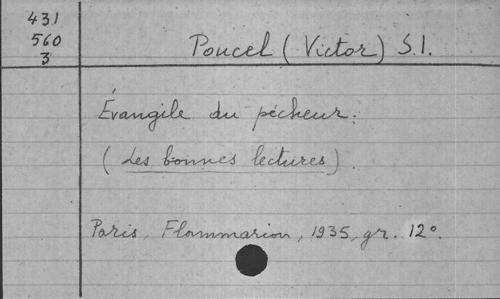 431
560
3
Poucel (Victor) S.I.
Évangile du pécheur.
(Les bonnes lectures).
Paris, Flammarion, 1935, gr. 12°.